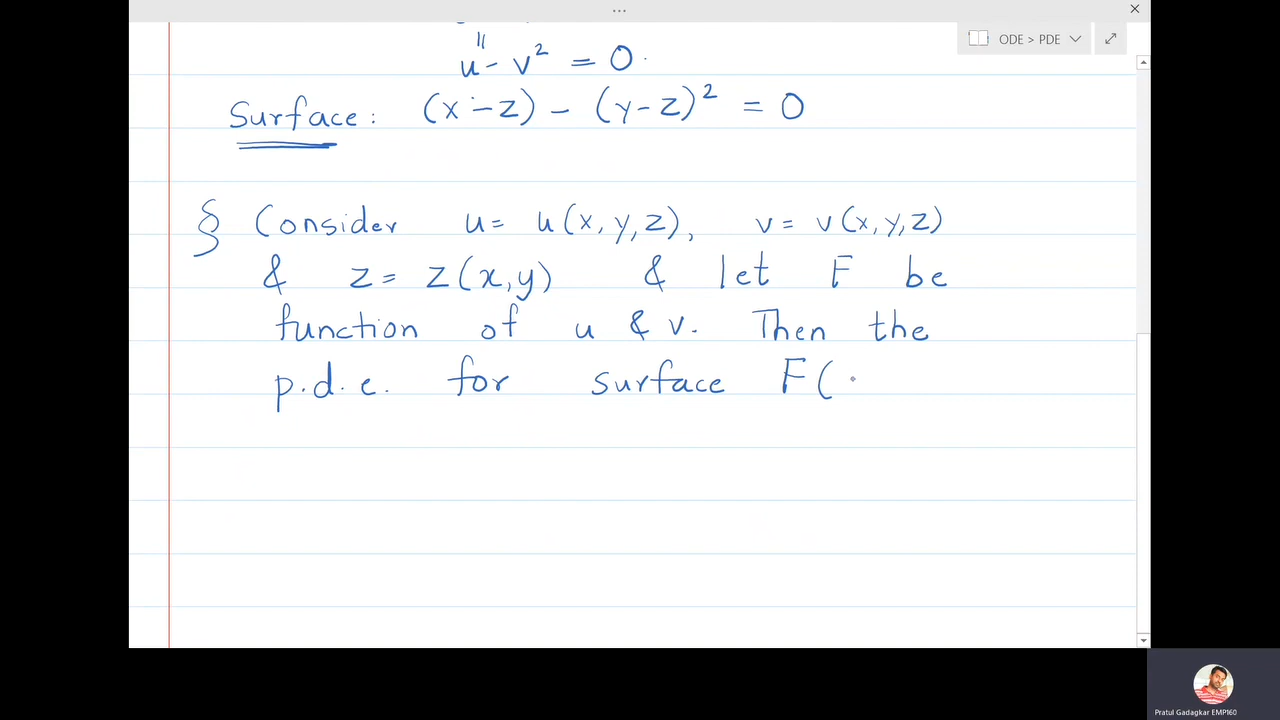 ODE > PDE
u - v² = 0.
Surface: (x - z) - (y - z)² = 0
§ Consider u = u(x, y, z), v = v(x, y, z)
& z = z(x, y) & let F be
function of u & v. Then the
p.d.e. for surface F(
Pratul Gadagkar EMP160